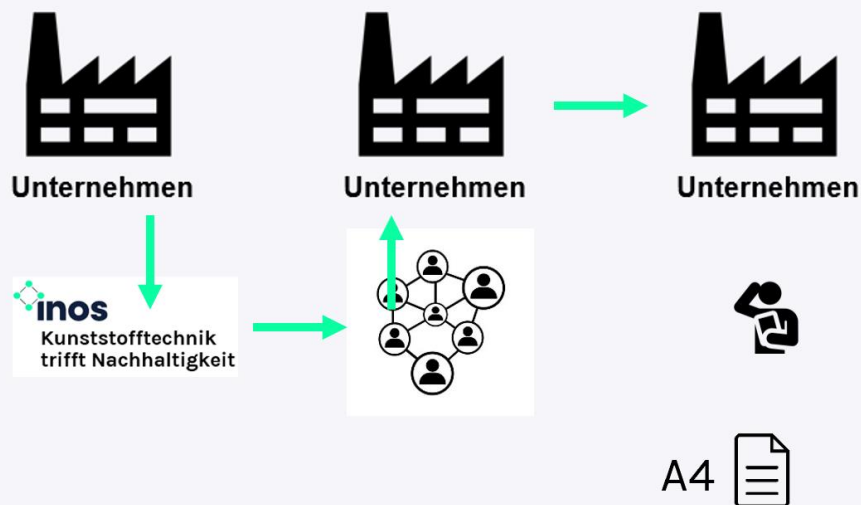 Unternehmen
Unternehmen
Unternehmen
inos
Kunststofftechnik
trifft Nachhaltigkeit
A4